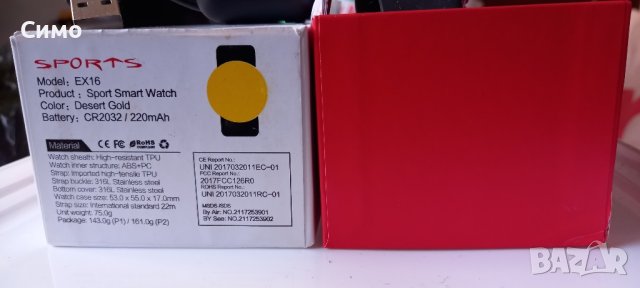 Симо
SPORTS
Model: EX16
Product : Sport Smart Watch
Color: Desert Gold
Battery: CR2032 / 220mAh
Material CE FC RoHS
Watch sheath: High-resistant TPU
Watch inner structure: ABS+PC
Strap: Imported high-tensile TPU
Strap buckle: 316L Stainless steel
Bottom cover: 316L Stainless steel
Watch case size: 53.0 x 55.0 x 17.0mm
Strap size: International standard 22m
Unit weight: 75.0g
Package: 143.0g (P1) / 161.0g (P2)
CE Report No.:
UNI 2017032011EC-01
FCC Report No.:
2017FCC126R0
ROHS Report No.:
UNI 2017032011RC-01
MSDS /SDS
By Air: NO.2117253901
BY See: NO.2117253902
BAZAR.bg